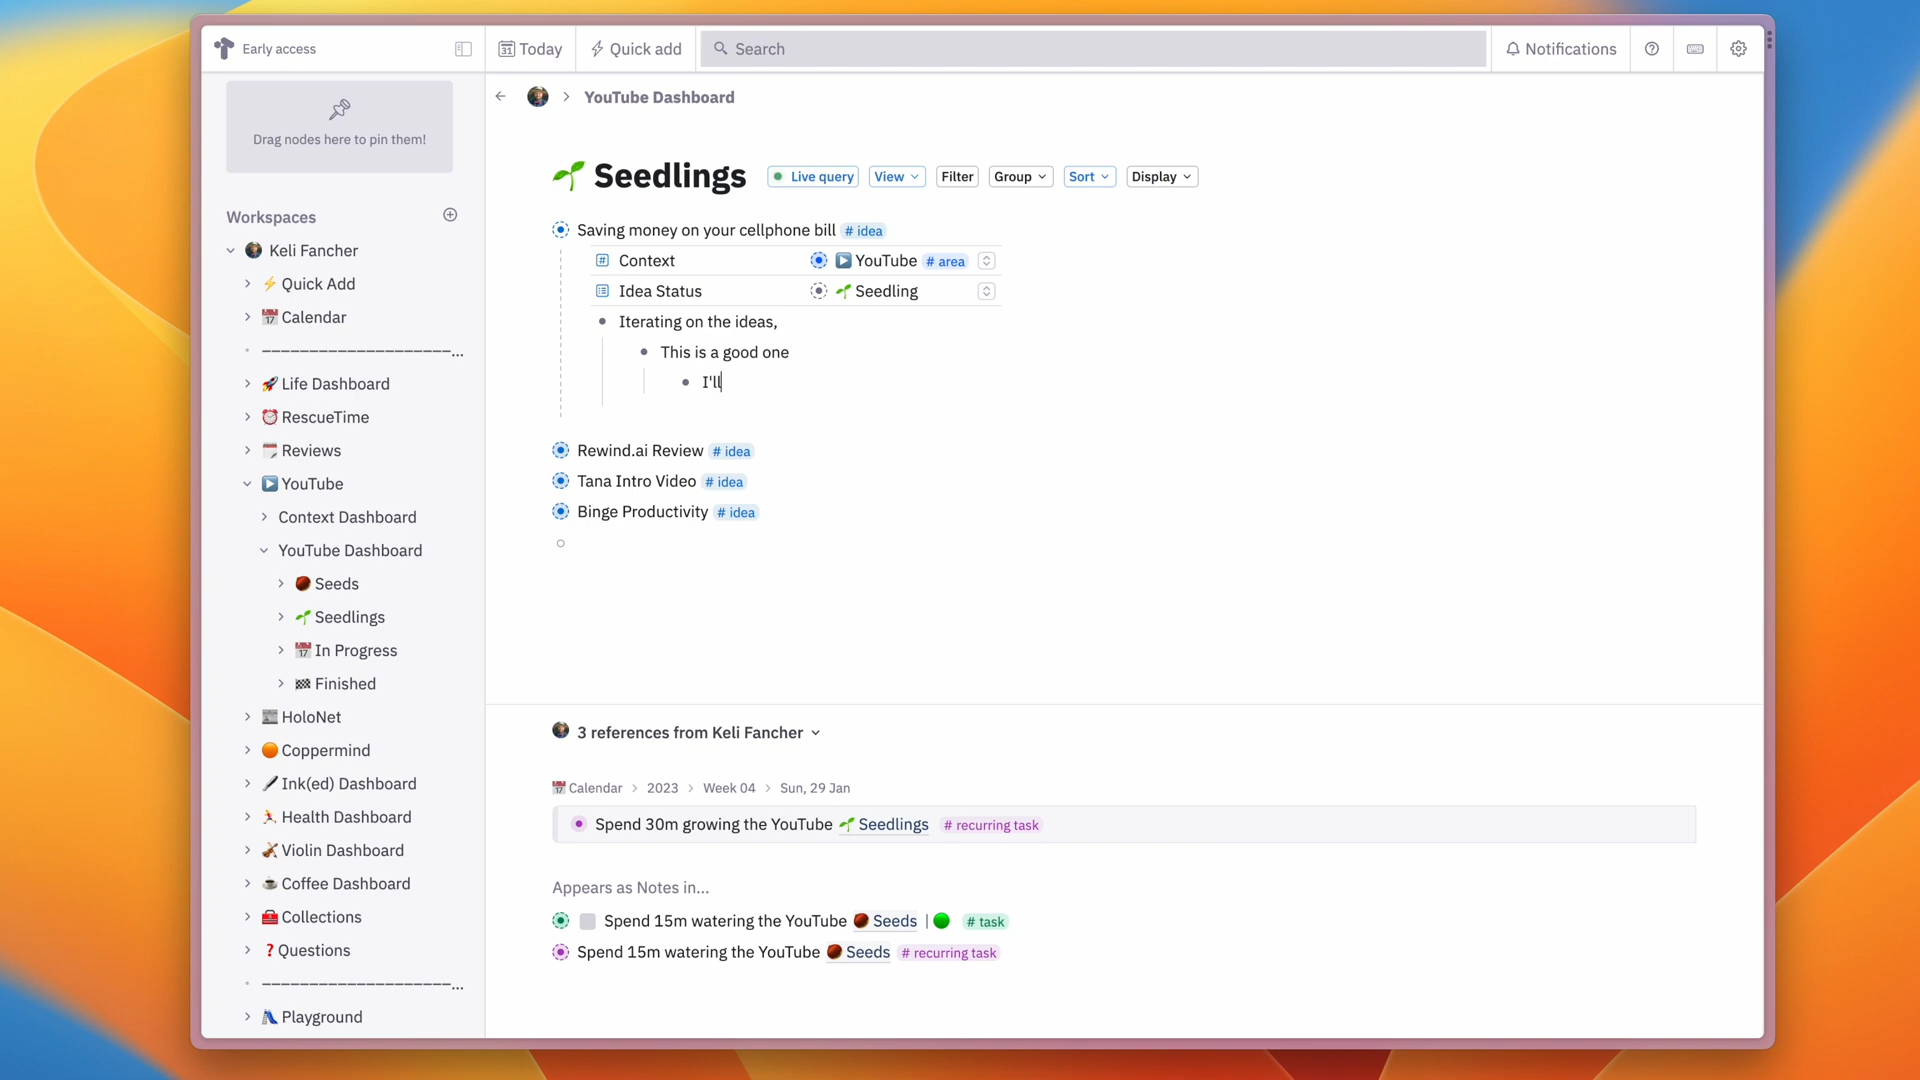 Early access
Today
Quick add
Search
Notifications
Drag nodes here to pin them!
YouTube Dashboard
Seedlings
Live query
View
Filter
Group
Sort
Display
Workspaces
Keli Fancher
Quick Add
Calendar
———————————————————...
Life Dashboard
RescueTime
Reviews
YouTube
Context Dashboard
YouTube Dashboard
Seeds
Seedlings
In Progress
Finished
HoloNet
Coppermind
Ink(ed) Dashboard
Health Dashboard
Violin Dashboard
Coffee Dashboard
Collections
Questions
———————————————————...
Playground
Saving money on your cellphone bill # idea
Context YouTube # area
Idea Status Seedling
Iterating on the ideas,
This is a good one
I'll
Rewind.ai Review # idea
Tana Intro Video # idea
Binge Productivity # idea
3 references from Keli Fancher
Calendar > 2023 > Week 04 > Sun, 29 Jan
Spend 30m growing the YouTube Seedlings # recurring task
Appears as Notes in...
Spend 15m watering the YouTube Seeds | # task
Spend 15m watering the YouTube Seeds # recurring task